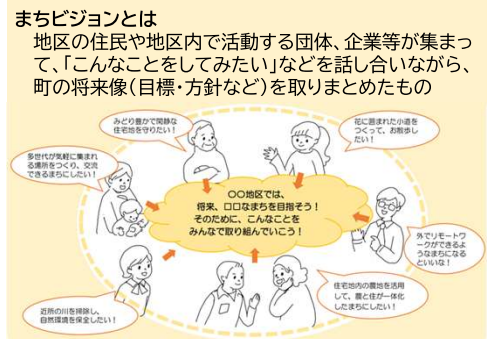 まちビジョンとは
地区の住民や地区内で活動する団体、企業等が集まっ
て、「こんなことをしてみたい」などを話し合いながら、
町の将来像（目標・方針など）を取りまとめたもの
みどり豊かで閑静な
住宅地を守りたい！
花に囲まれた小道を
つくって、お散歩し
たい！
多世代が気軽に集まれ
る場所をつくり、交流
できるまちにしたい！
〇〇地区では、
将来、口口なまちを目指そう！
そのために、こんなことを
みんなで取り組んでいこう！
外でリモートワ
ークができるよ
うなまちになる
といいな！
近所の川を掃除し、
自然環境を保全したい！
住宅地内の農地を活用
して、農と住が一体化
したまちにしたい！